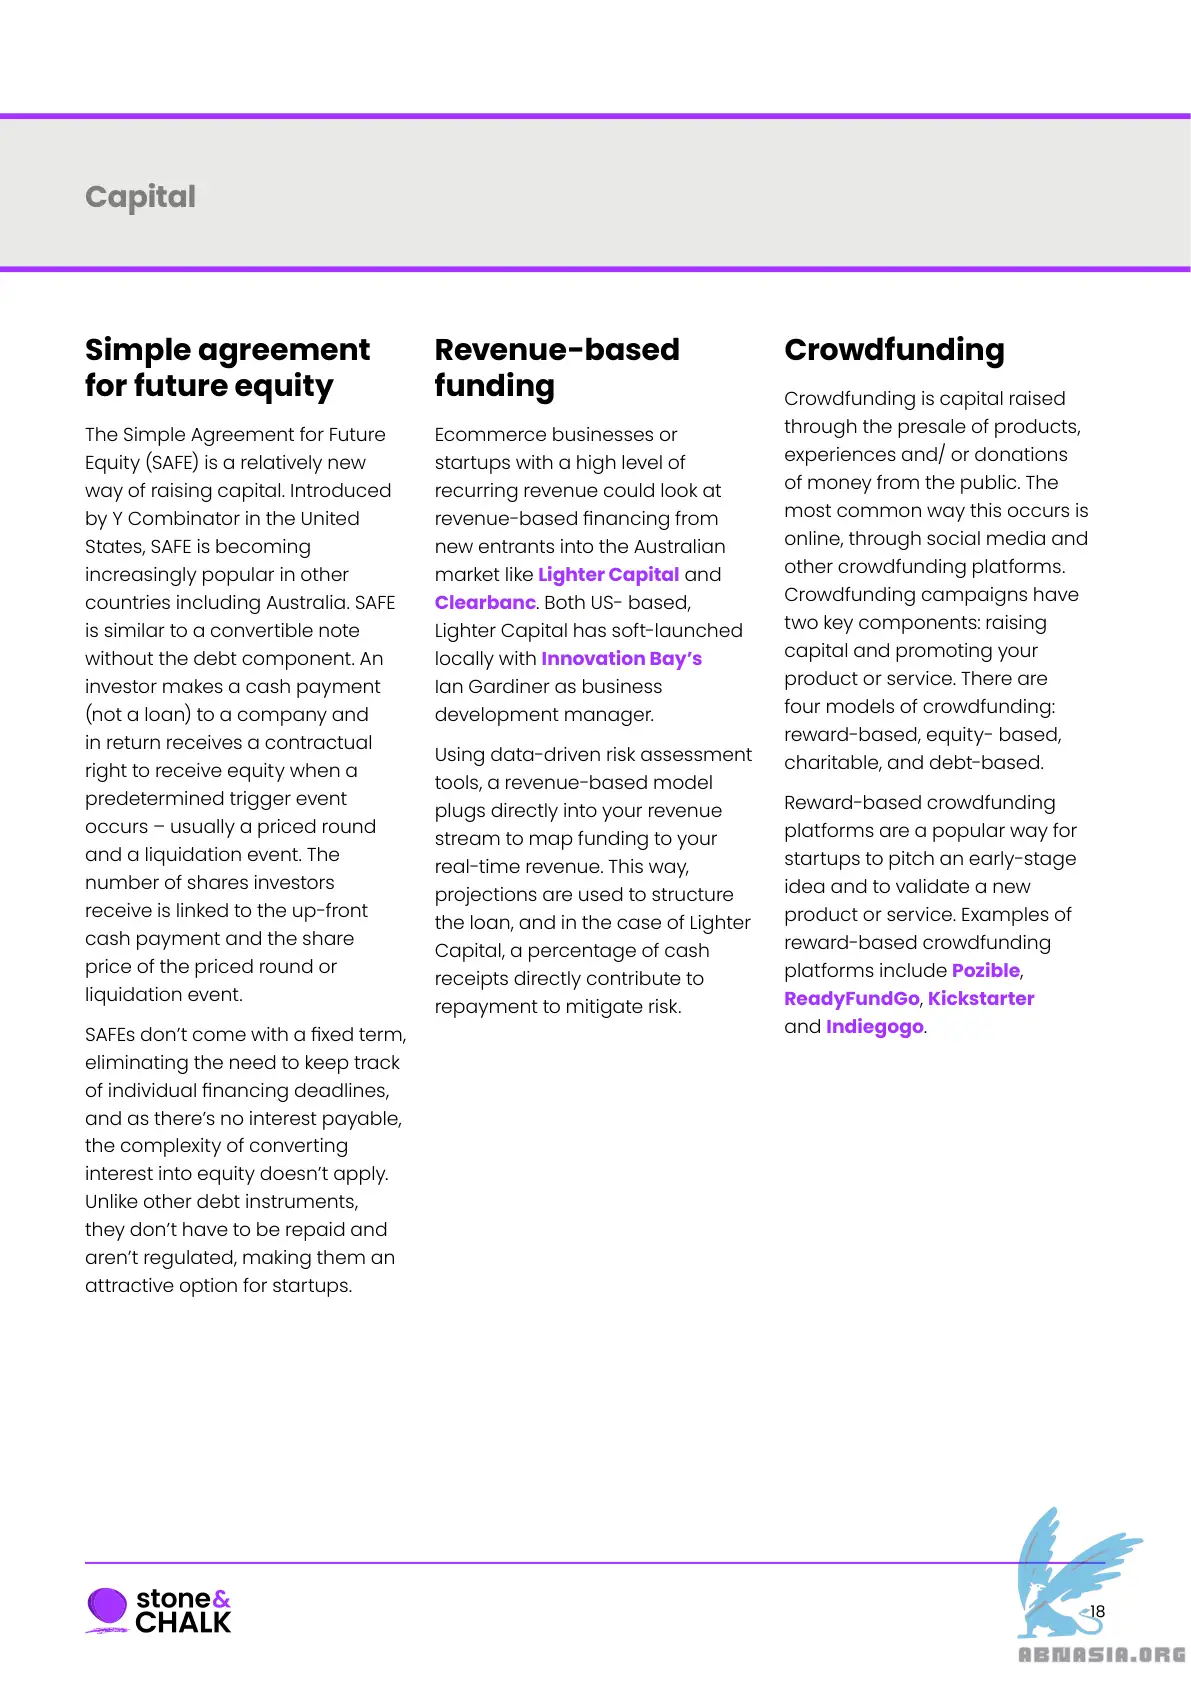 Capital
Simple agreement
for future equity
The Simple Agreement for Future
Equity (SAFE) is a relatively new
way of raising capital. Introduced
by Y Combinator in the United
States, SAFE is becoming
increasingly popular in other
countries including Australia. SAFE
is similar to a convertible note
without the debt component. An
investor makes a cash payment
(not a loan) to a company and
in return receives a contractual
right to receive equity when a
predetermined trigger event
occurs – usually a priced round
and a liquidation event. The
number of shares investors
receive is linked to the up-front
cash payment and the share
price of the priced round or
liquidation event.
SAFEs don’t come with a fixed term,
eliminating the need to keep track
of individual financing deadlines,
and as there’s no interest payable,
the complexity of converting
interest into equity doesn’t apply.
Unlike other debt instruments,
they don’t have to be repaid and
aren’t regulated, making them an
attractive option for startups.
Revenue-based
funding
Ecommerce businesses or
startups with a high level of
recurring revenue could look at
revenue-based financing from
new entrants into the Australian
market like Lighter Capital and
Clearbanc. Both US- based,
Lighter Capital has soft-launched
locally with Innovation Bay’s
Ian Gardiner as business
development manager.
Using data-driven risk assessment
tools, a revenue-based model
plugs directly into your revenue
stream to map funding to your
real-time revenue. This way,
projections are used to structure
the loan, and in the case of Lighter
Capital, a percentage of cash
receipts directly contribute to
repayment to mitigate risk.
Crowdfunding
Crowdfunding is capital raised
through the presale of products,
experiences and/ or donations
of money from the public. The
most common way this occurs is
online, through social media and
other crowdfunding platforms.
Crowdfunding campaigns have
two key components: raising
capital and promoting your
product or service. There are
four models of crowdfunding:
reward-based, equity- based,
charitable, and debt-based.
Reward-based crowdfunding
platforms are a popular way for
startups to pitch an early-stage
idea and to validate a new
product or service. Examples of
reward-based crowdfunding
platforms include Pozible,
ReadyFundGo, Kickstarter
and Indiegogo.
stone&
CHALK
18
ABNASIA.ORG